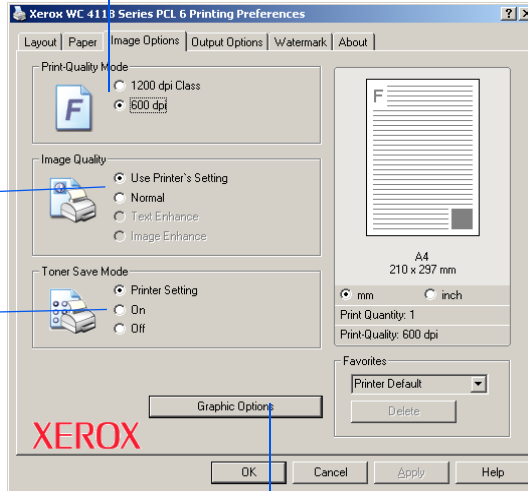 Xerox WC 4118 Series PCL 6 Printing Preferences
Layout Paper Image Options Output Options Watermark About
Print-Quality Mode
1200 dpi Class
600 dpi
F
Image Quality
Use Printer`s Setting
Normal
Text Enhance
Image Enhance
Toner Save Mode
Printer Setting
On
Off
Graphic Options
XEROX
F
A4
210 x 297 mm
mm inch
Print Quantity: 1
Print-Quality: 600 dpi
Favorites
Printer Default
Delete
OK Cancel Apply Help